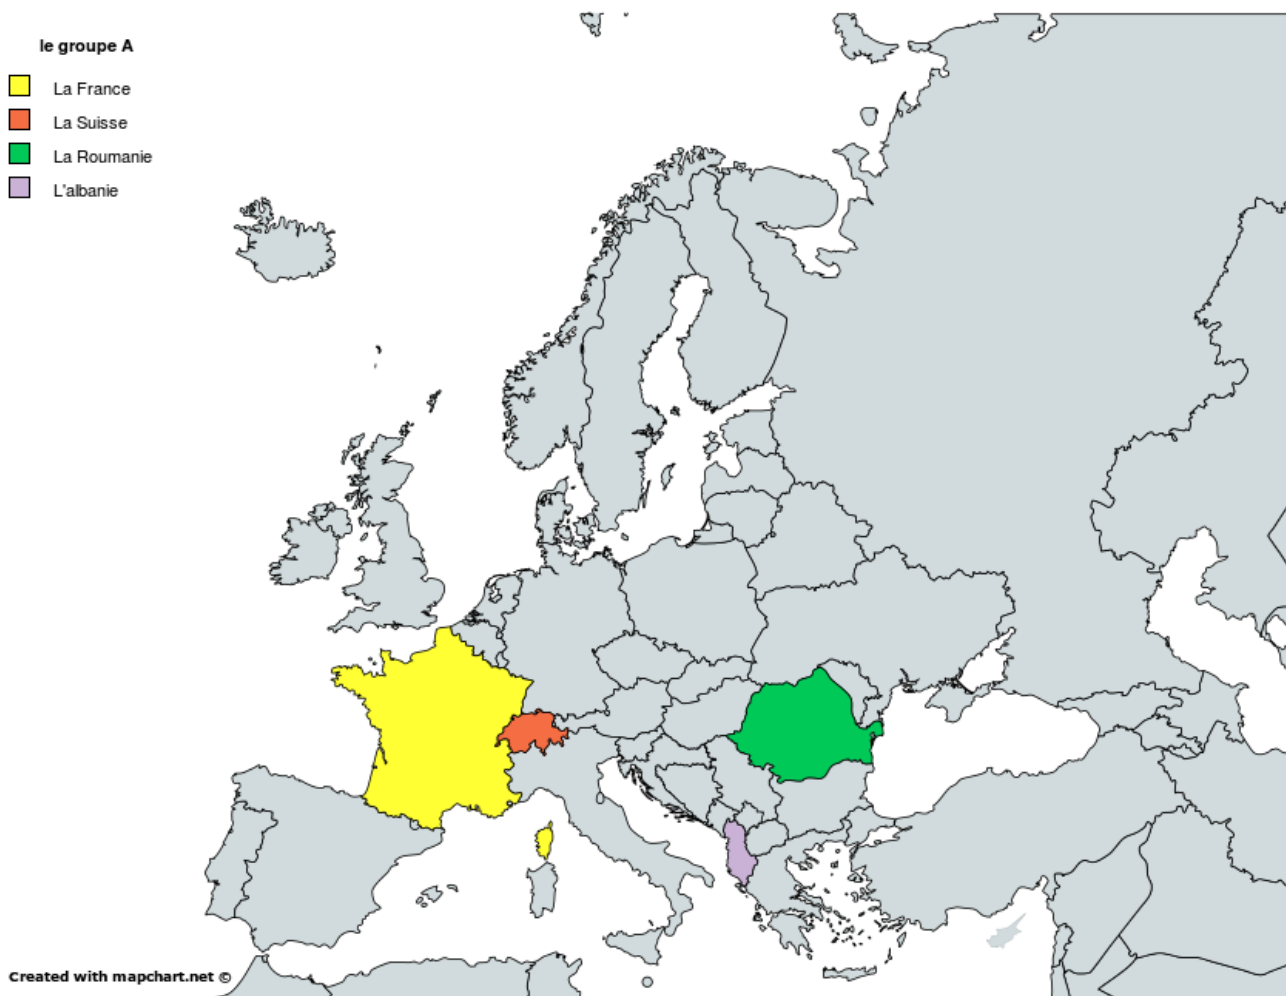 le groupe A
La France
La Suisse
La Roumanie
L'albanie
Created with mapchart.net ©